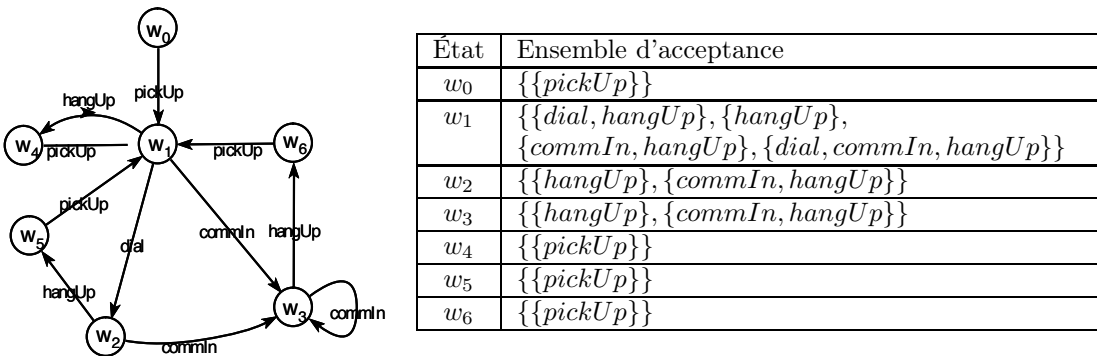 w0
pickUp
hangUp
w4
pickUp
w1
pickUp
w6
pickUp
w5
dial
commIn
hangUp
hangUp
w2
commIn
w3
commIn
État Ensemble d'acceptance
w0 {{pickUp}}
w1 {{dial, hangUp}, {hangUp},
{commIn, hangUp}, {dial, commIn, hangUp}}
w2 {{hangUp}, {commIn, hangUp}}
w3 {{hangUp}, {commIn, hangUp}}
w4 {{pickUp}}
w5 {{pickUp}}
w6 {{pickUp}}